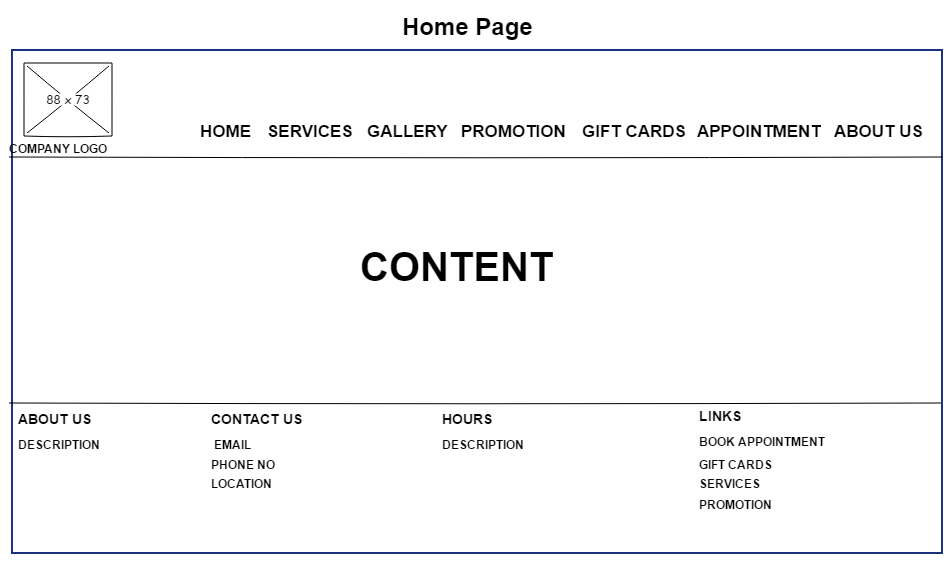 Home Page
88 x 73
COMPANY LOGO
HOME SERVICES GALLERY PROMOTION GIFT CARDS APPOINTMENT ABOUT US
CONTENT
ABOUT US
DESCRIPTION
CONTACT US
EMAIL
PHONE NO
LOCATION
HOURS
DESCRIPTION
LINKS
BOOK APPOINTMENT
GIFT CARDS
SERVICES
PROMOTION